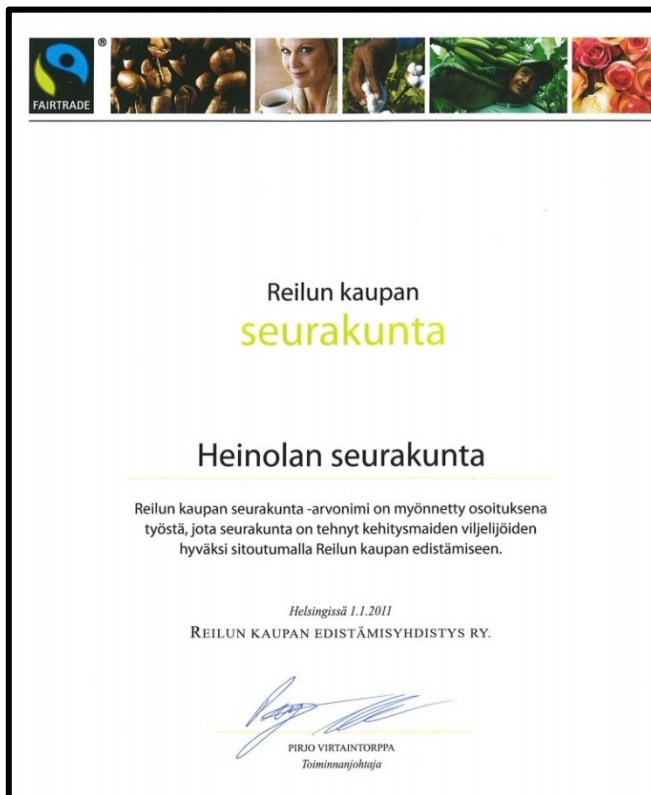 FAIRTRADE
®
Reilun kaupan
seurakunta
Heinolan seurakunta
Reilun kaupan seurakunta -arvonimi on myönnetty osoituksena
työstä, jota seurakunta on tehnyt kehitysmaiden viljelijöiden
hyväksi sitoutumalla Reilun kaupan edistämiseen.
Helsingissä 1.1.2011
REILUN KAUPAN EDISTÄMISYHDISTYS RY.
PIRJO VIRTAINTORPPA
Toiminnanjohtaja